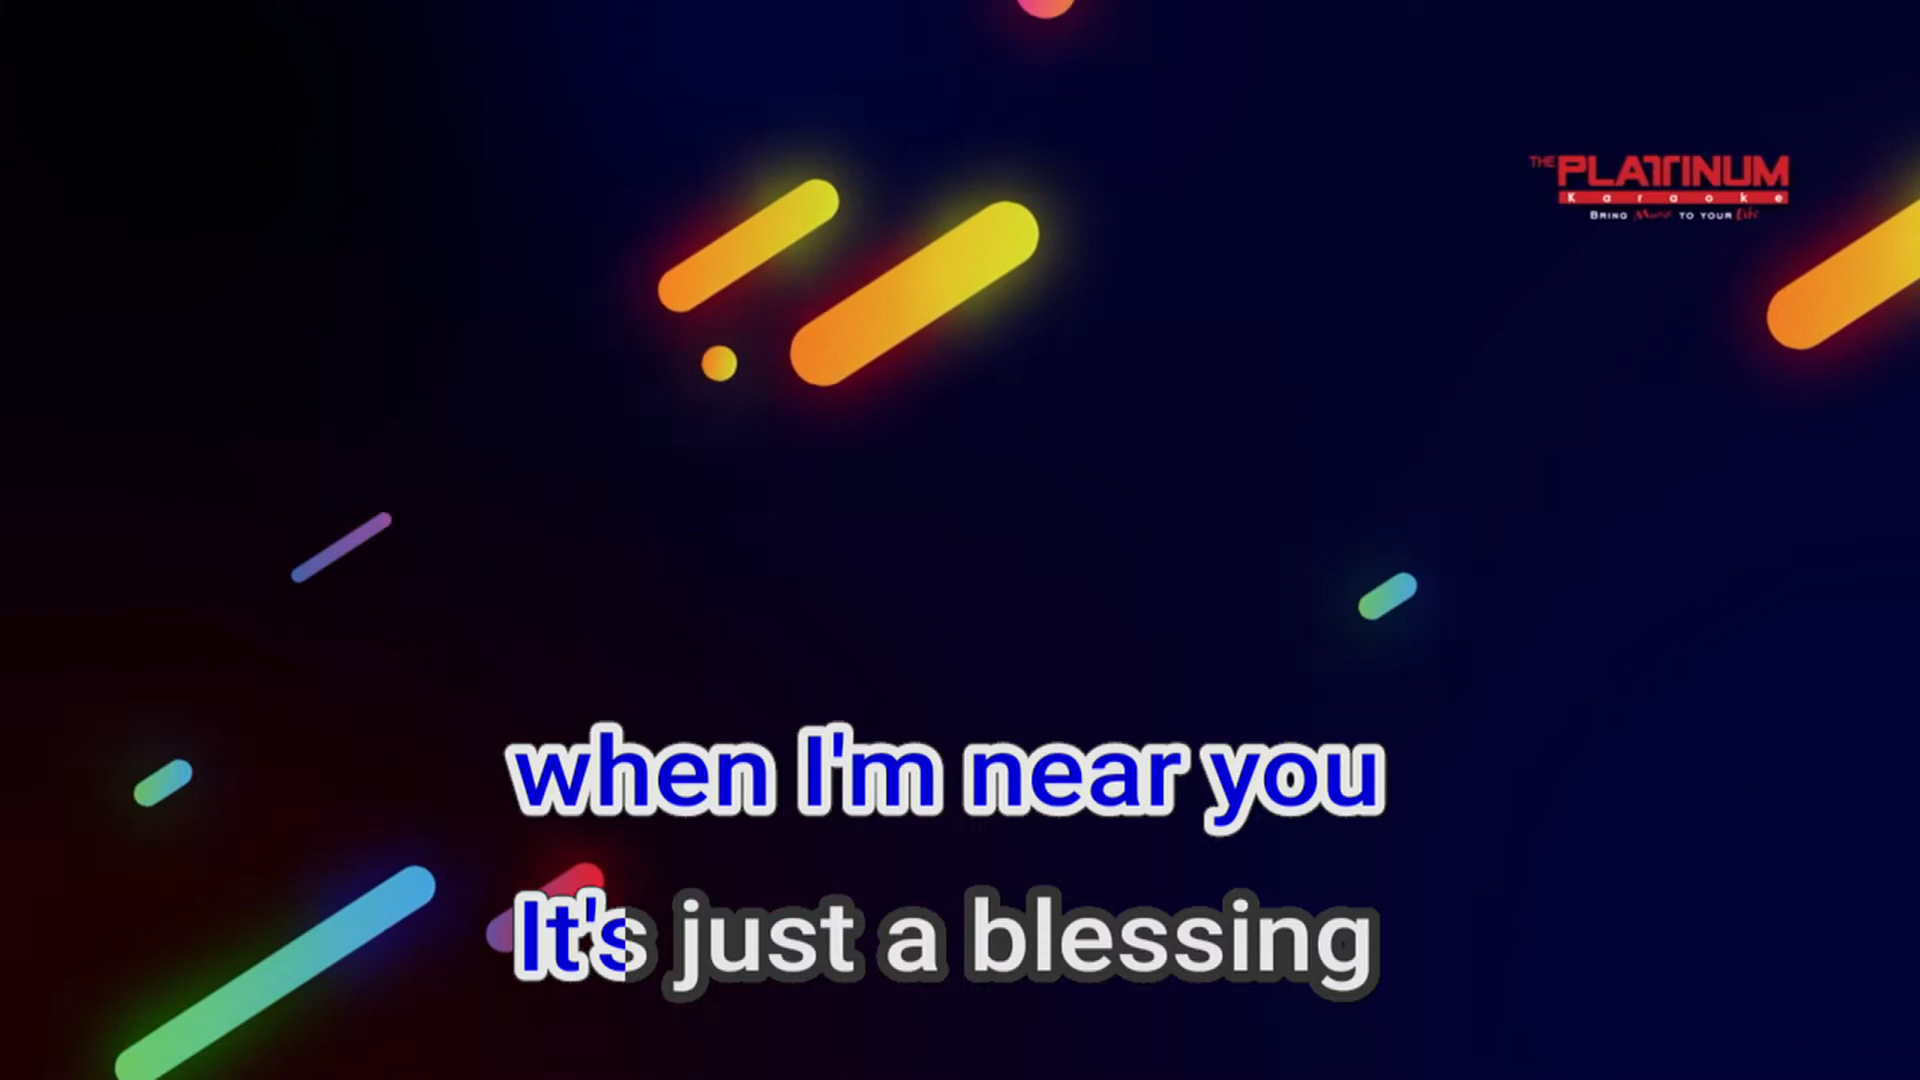 THE PLATINUM
Karaoke
BRING Music TO YOUR Life
when I'm near you
It's just a blessing